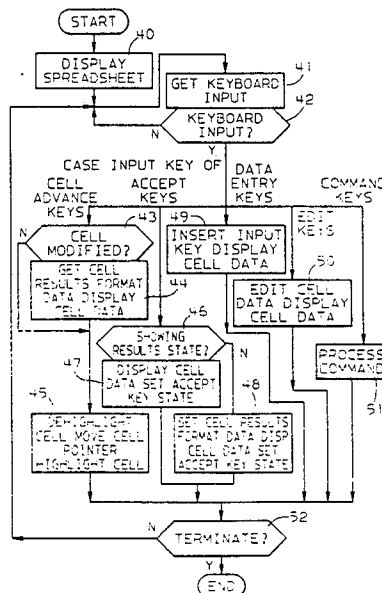 START
40
DISPLAY
SPREADSHEET
41
GET KEYBOARD
INPUT
42
KEYBOARD
INPUT?
N
Y
CASE INPUT KEY OF
CELL
ADVANCE
KEYS
ACCEPT
KEYS
DATA
ENTRY
KEYS
EDIT
KEYS
COMMAND
KEYS
43
N
CELL
MODIFIED?
49
INSERT INPUT
KEY DISPLAY
CELL DATA
50
GET CELL
RESULTS FORMAT
DATA DISPLAY
CELL DATA
44
EDIT CELL
DATA DISPLAY
CELL DATA
46
SHOWING
RESULTS STATE?
47
DISPLAY CELL
DATA SET ACCEPT
KEY STATE
N
48
PROCESS
COMMAND
51
45
DEHIGHLIGHT
CELL MOVE CELL
POINTER
HIGHLIGHT CELL
GET CELL RESULTS
FORMAT DATA DISP
CELL DATA SET
ACCEPT KEY STATE
N
52
TERMINATE?
Y
END